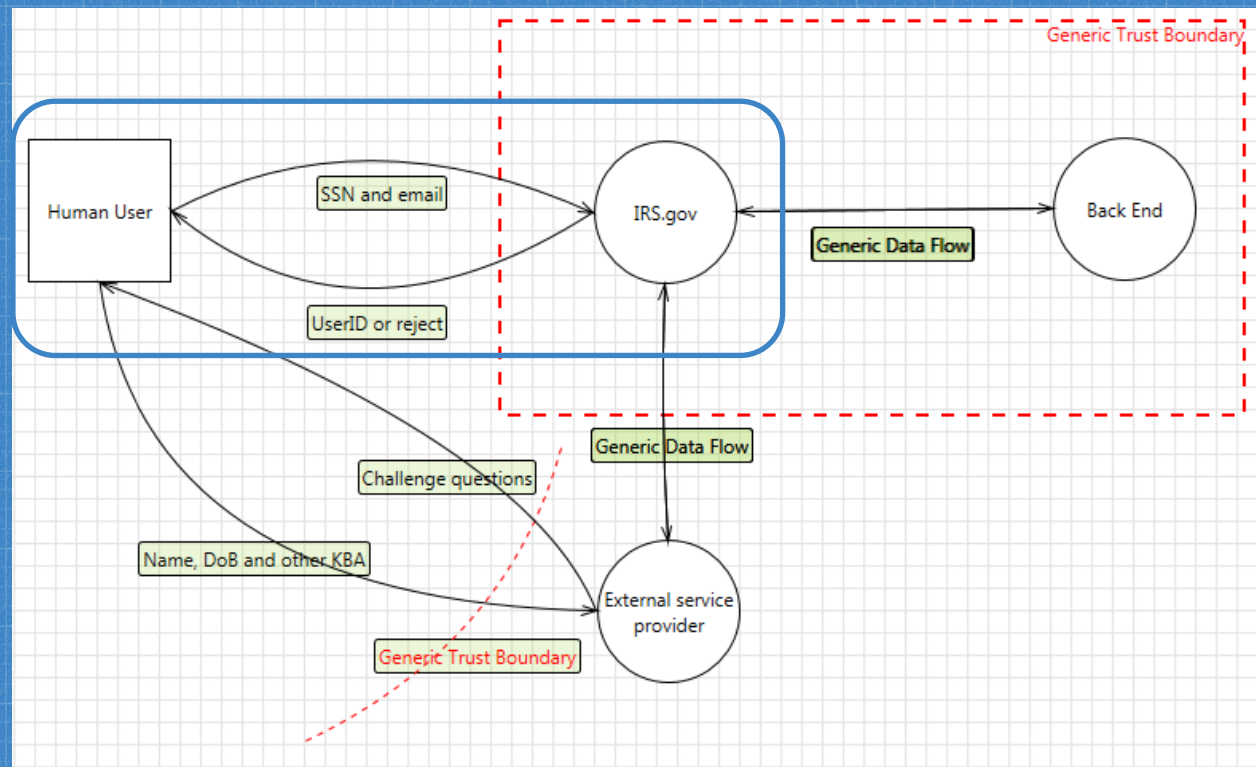 Generic Trust Boundary
SSN and email
Human User
IRS.gov
Back End
Generic Data Flow
UserID or reject
Generic Data Flow
Challenge questions
Name, DoB and other KBA
External service
provider
Generic Trust Boundary